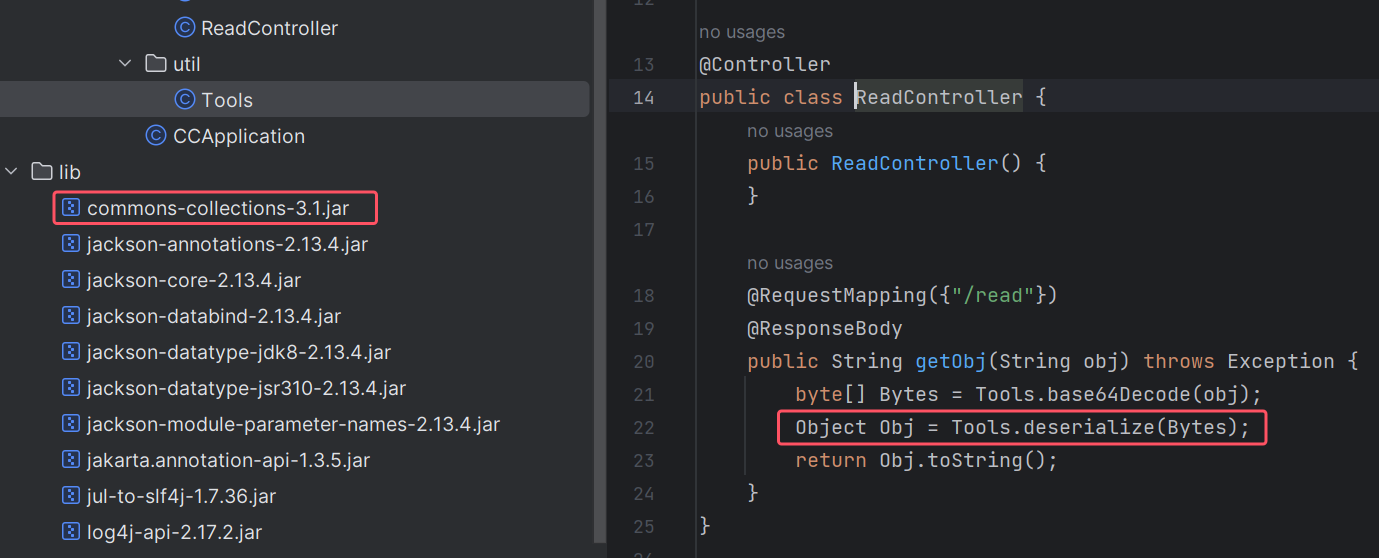 ReadController
util
Tools
CCApplication
lib
commons-collections-3.1.jar
jackson-annotations-2.13.4.jar
jackson-core-2.13.4.jar
jackson-databind-2.13.4.jar
jackson-datatype-jdk8-2.13.4.jar
jackson-datatype-jsr310-2.13.4.jar
jackson-module-parameter-names-2.13.4.jar
jakarta.annotation-api-1.3.5.jar
jul-to-slf4j-1.7.36.jar
log4j-api-2.17.2.jar
12
no usages
13 @Controller
14 public class ReadController {
no usages
15 public ReadController() {
16 }
17
no usages
18 @RequestMapping({"/read"})
19 @ResponseBody
20 public String getObj(String obj) throws Exception {
21 byte[] Bytes = Tools.base64Decode(obj);
22 Object Obj = Tools.deserialize(Bytes);
23 return Obj.toString();
24 }
25 }